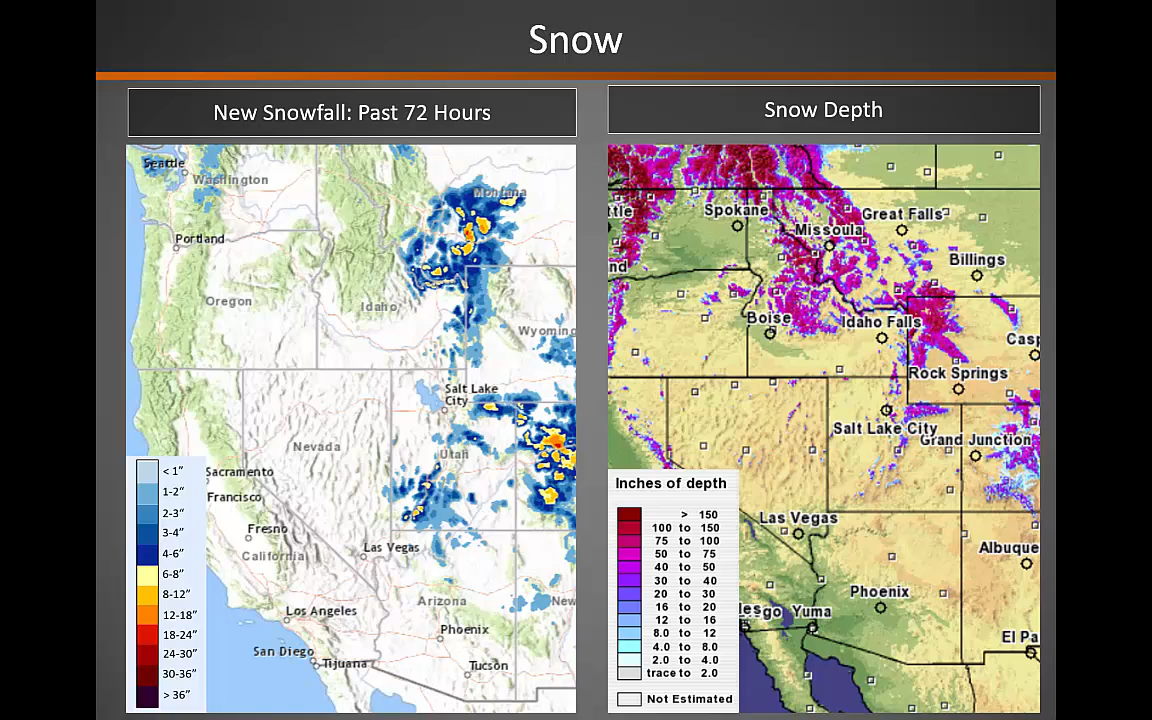 Snow
New Snowfall: Past 72 Hours
Seattle
Washington
Montana
Portland
Oregon
Idaho
Wyoming
Salt Lake
City
Nevada
Utah
Sacramento
Francisco
Fresno
California
Las Vegas
Los Angeles
Arizona
New
Phoenix
San Diego
Tijuana
Tucson
< 1"
1-2"
2-3"
3-4"
4-6"
6-8"
8-12"
12-18"
18-24"
24-30"
30-36"
> 36"
Snow Depth
ttle
Spokane
Great Falls
Missoula
nd
Billings
Boise
Idaho Falls
Casp
Rock Springs
Salt Lake City
Grand Junction
Las Vegas
Albuque
Phoenix
iesgo Yuma
El Pa
Inches of depth
> 150
100 to 150
75 to 100
50 to 75
40 to 50
30 to 40
20 to 30
16 to 20
12 to 16
8.0 to 12
4.0 to 8.0
2.0 to 4.0
trace to 2.0
Not Estimated